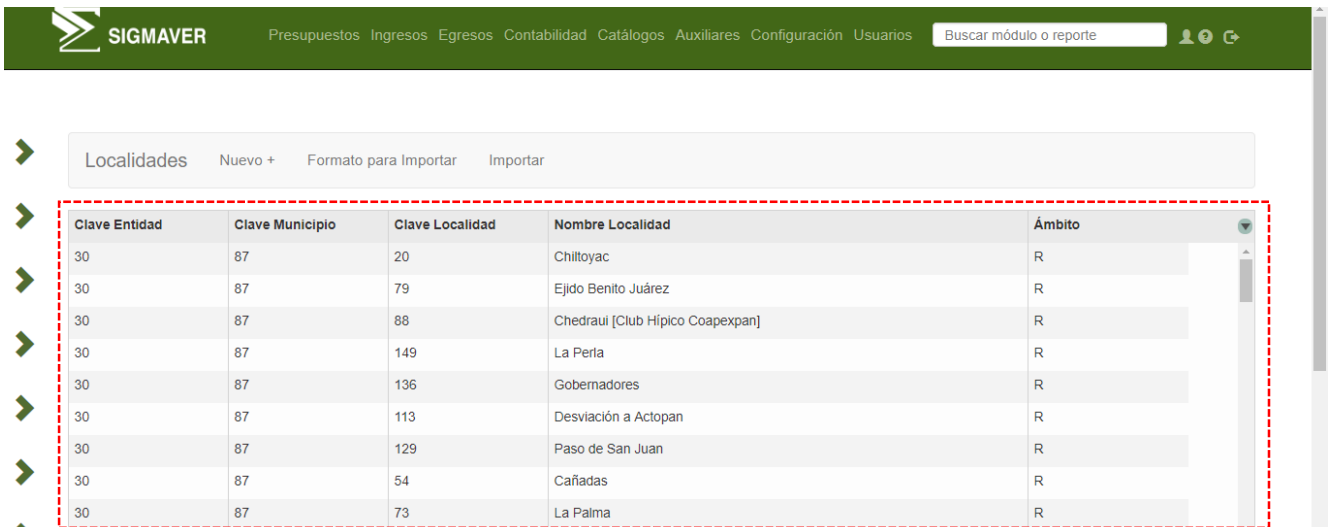 SIGMAVER Presupuestos Ingresos Egresos Contabilidad Catálogos Auxiliares Configuración Usuarios Buscar módulo o reporte
Localidades Nuevo + Formato para Importar Importar
Clave Entidad Clave Municipio Clave Localidad Nombre Localidad Ámbito
30 87 20 Chiltoyac R
30 87 79 Ejido Benito Juárez R
30 87 88 Chedraui [Club Hípico Coapexpan] R
30 87 149 La Perla R
30 87 136 Gobernadores R
30 87 113 Desviación a Actopan R
30 87 129 Paso de San Juan R
30 87 54 Cañadas R
30 87 73 La Palma R